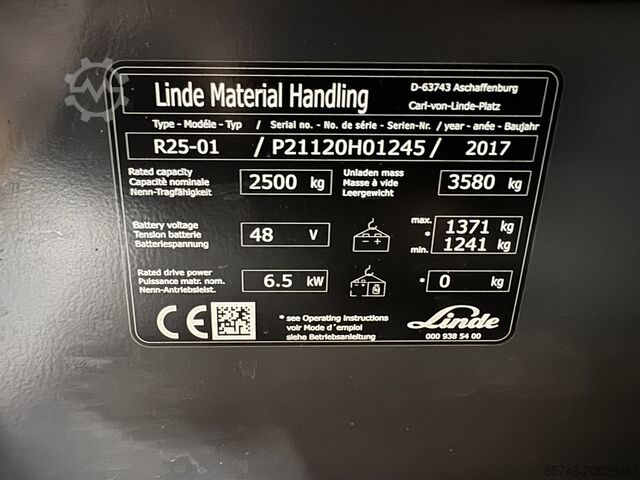 Linde Material Handling
D-63743 Aschaffenburg
Carl-von-Linde-Platz
Type - Modéle - Typ / Serial no. - No. de série - Serien-Nr. / year - anée - Baujahr
R25-01 / P21120H01245 / 2017
Rated capacity
Capacité nominale
Nenn-Tragfähigkeit
2500 kg
Unladen mass
Masse à vide
Leergewicht
3580 kg
Battery voltage
Tension batterie
Batteriespannung
48 V
max. 1371 kg
*
min. 1241 kg
Rated drive power
Puissance matr. nom.
Nenn-Antriebsleist.
6.5 kW
* 0 kg
CE
* see Operating Instructions
voir Mode d´emploi
siehe Betriebsanleitung
Linde
000 938 54 00
85746-20829447